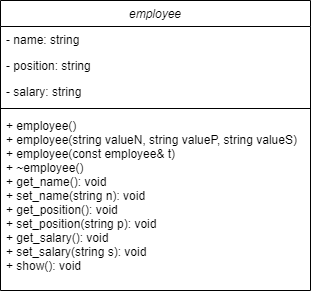 employee
- name: string
- position: string
- salary: string
+ employee()
+ employee(string valueN, string valueP, string valueS)
+ employee(const employee& t)
+ ~employee()
+ get_name(): void
+ set_name(string n): void
+ get_position(): void
+ set_position(string p): void
+ get_salary(): void
+ set_salary(string s): void
+ show(): void